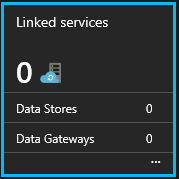 Linked services
0
Data Stores 0
Data Gateways 0
...